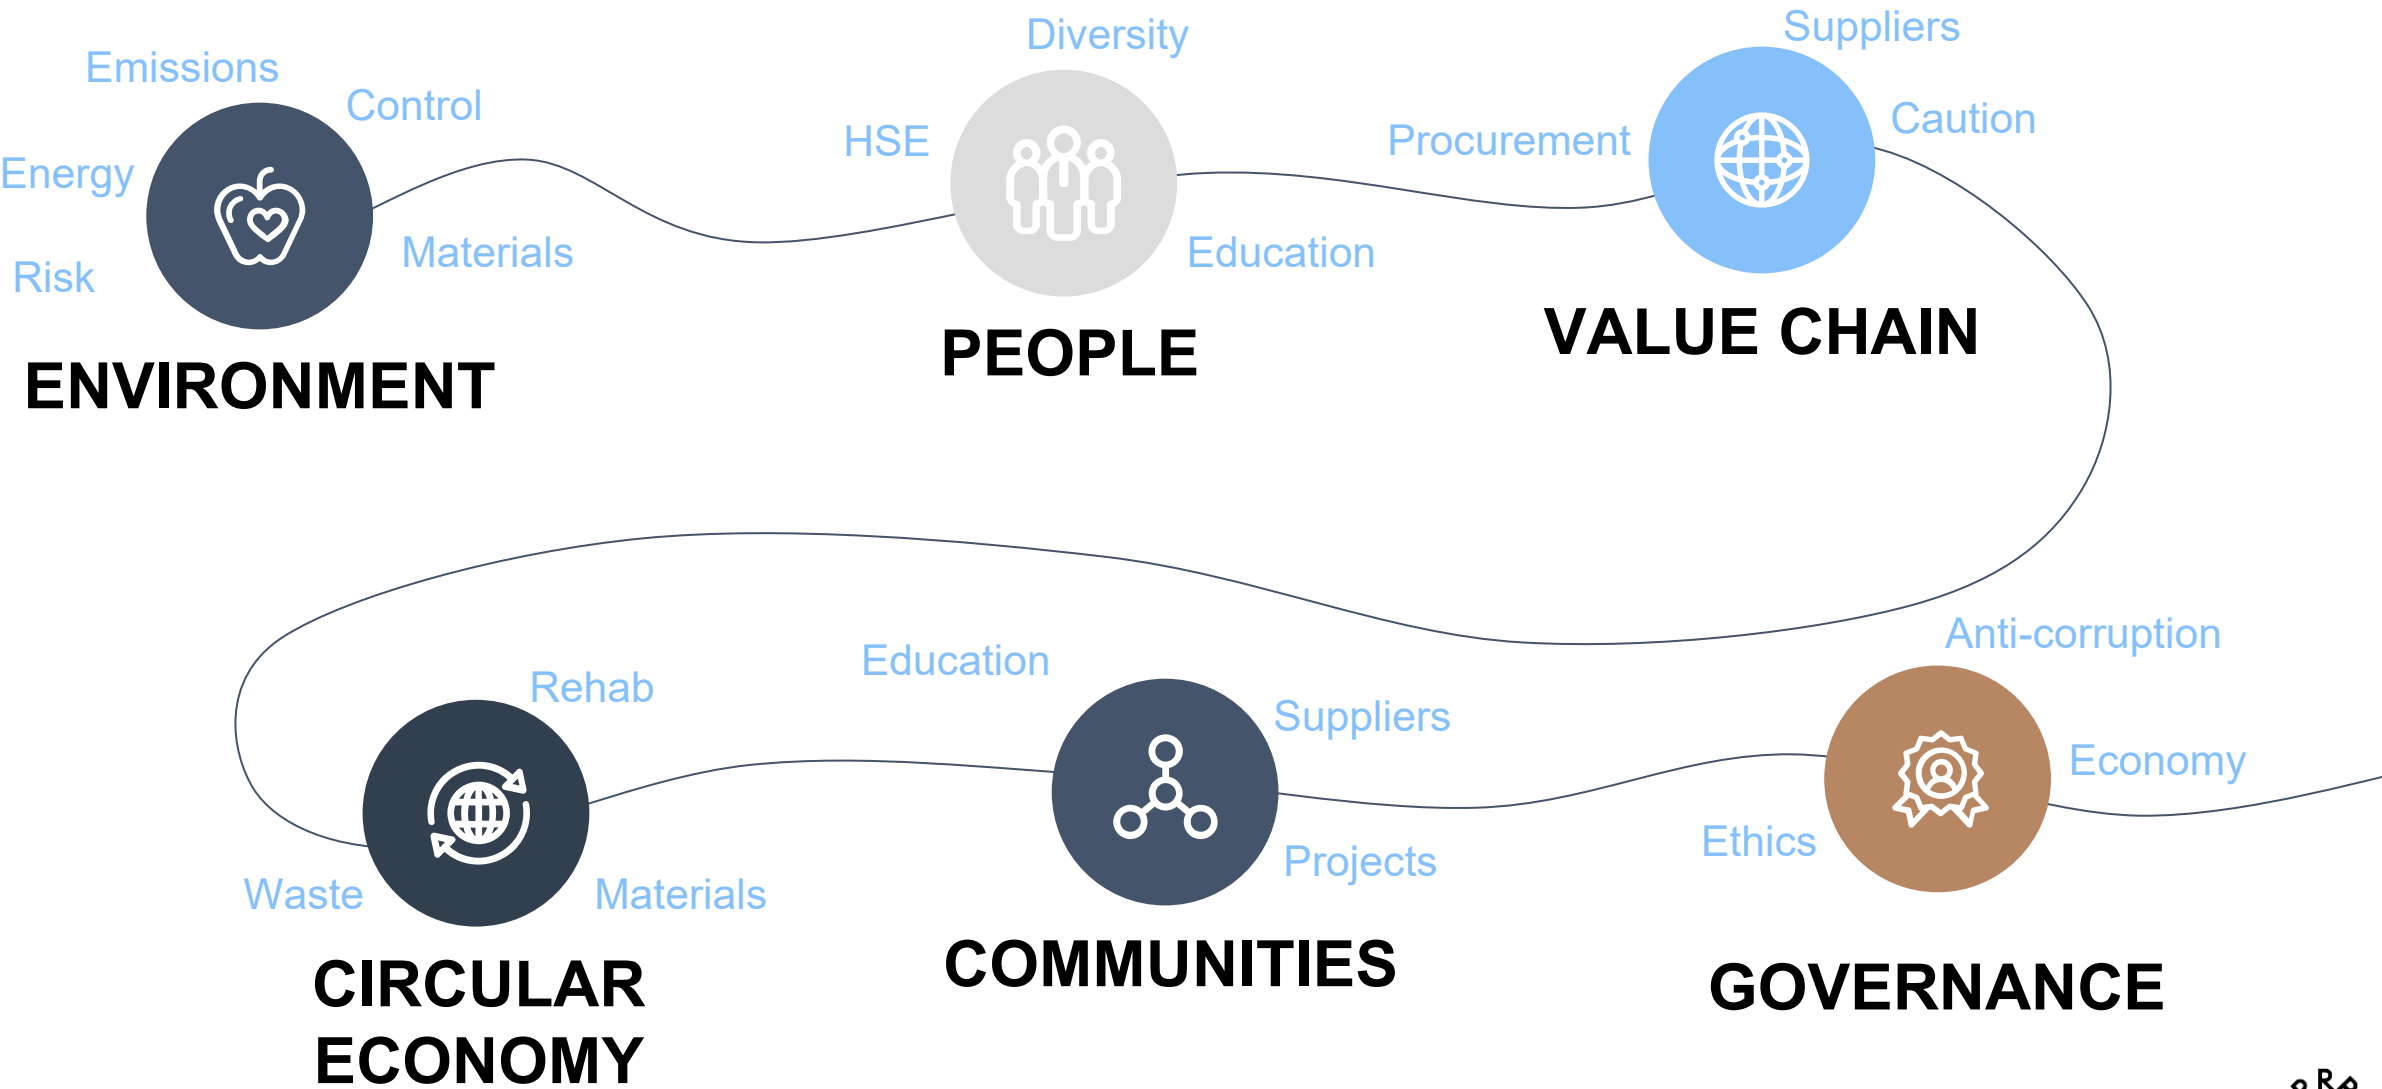 Emissions
Control
Energy
Materials
Risk
ENVIRONMENT
Diversity
HSE
Education
PEOPLE
Suppliers
Caution
Procurement
VALUE CHAIN
Rehab
Waste
Materials
CIRCULAR
ECONOMY
Education
Suppliers
Projects
COMMUNITIES
Anti-corruption
Economy
Ethics
GOVERNANCE